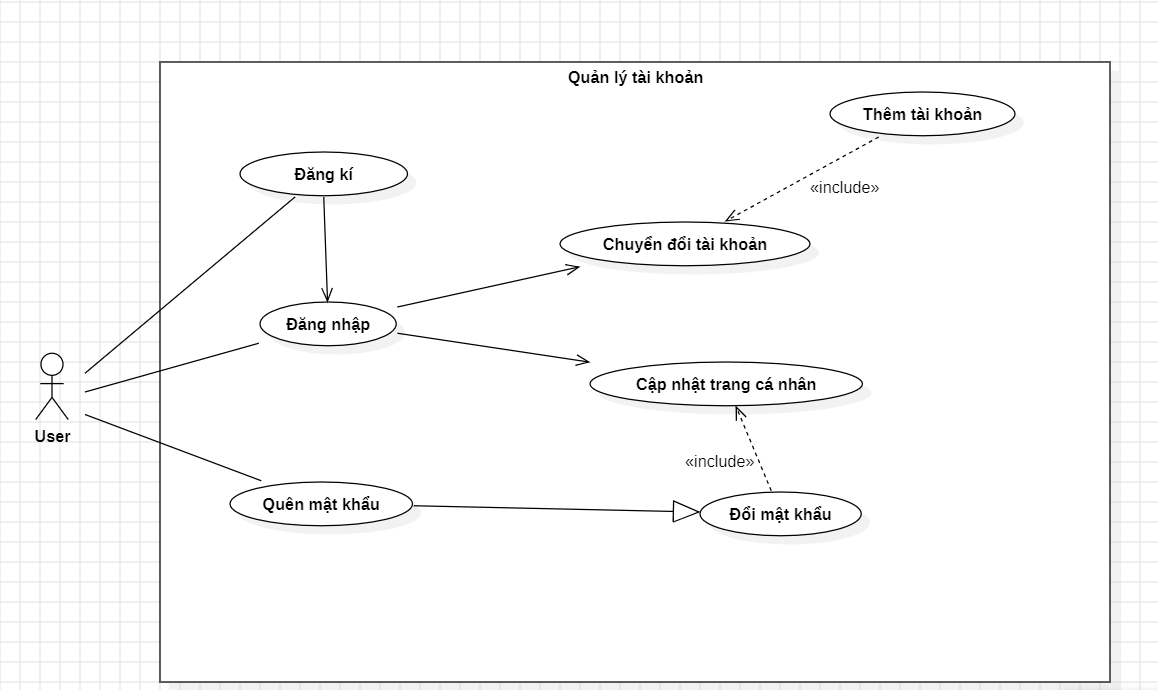 Quản lý tài khoản
Thêm tài khoản
Đăng kí
«include»
Chuyển đổi tài khoản
Đăng nhập
Cập nhật trang cá nhân
User
«include»
Quên mật khẩu
Đổi mật khẩu